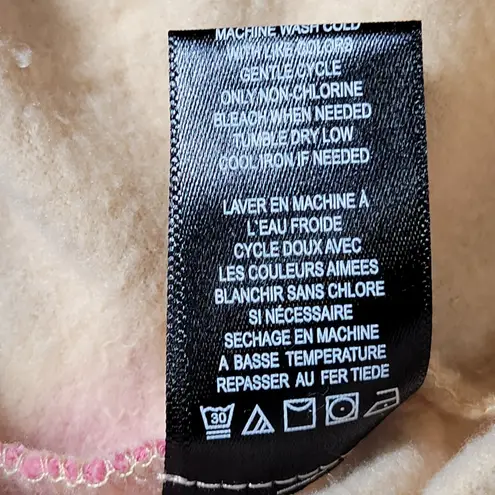 MACHINE WASH COLD
WITH LIKE COLORS
GENTLE CYCLE
ONLY NON-CHLORINE
BLEACH WHEN NEEDED
TUMBLE DRY LOW
COOL IRON IF NEEDED
LAVER EN MACHINE À
L'EAU FROIDE
CYCLE DOUX AVEC
LES COULEURS AIMEES
BLANCHIR SANS CHLORE
SI NÉCESSAIRE
SECHAGE EN MACHINE
A BASSE TEMPERATURE
REPASSER AU FER TIEDE
30